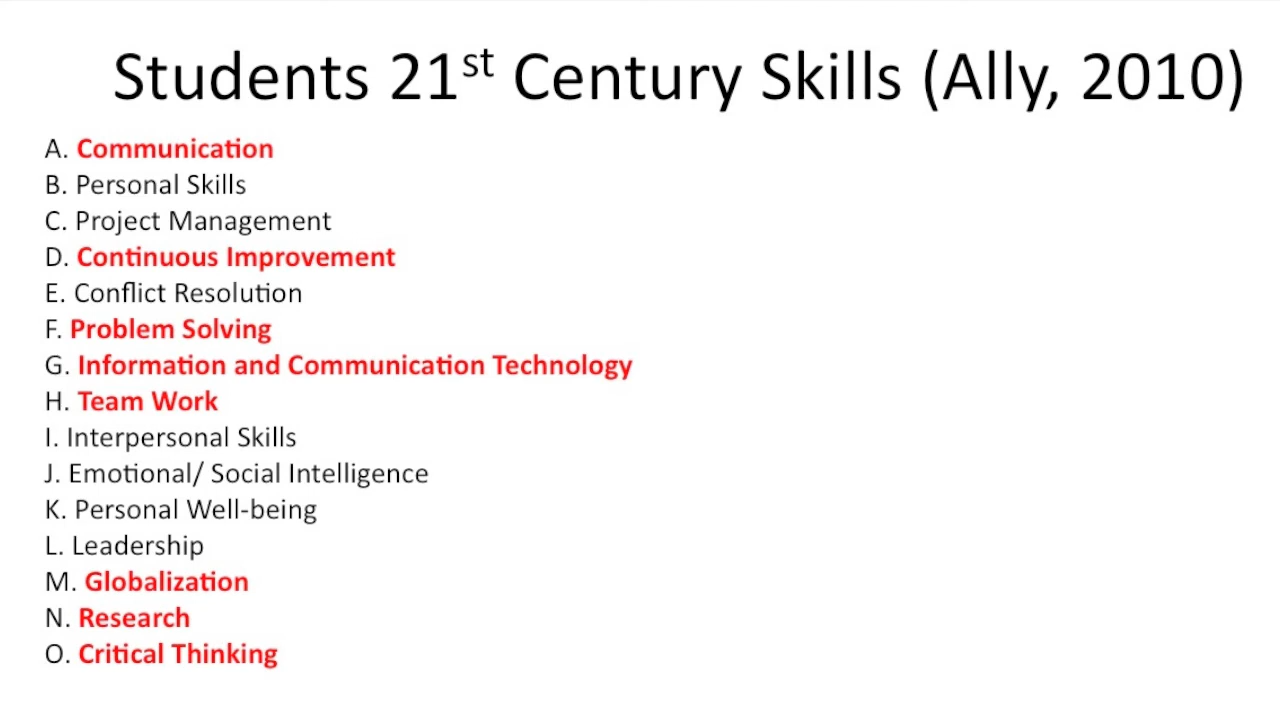 Students 21st Century Skills (Ally, 2010)
A. Communication
B. Personal Skills
C. Project Management
D. Continuous Improvement
E. Conflict Resolution
F. Problem Solving
G. Information and Communication Technology
H. Team Work
I. Interpersonal Skills
J. Emotional/ Social Intelligence
K. Personal Well-being
L. Leadership
M. Globalization
N. Research
O. Critical Thinking